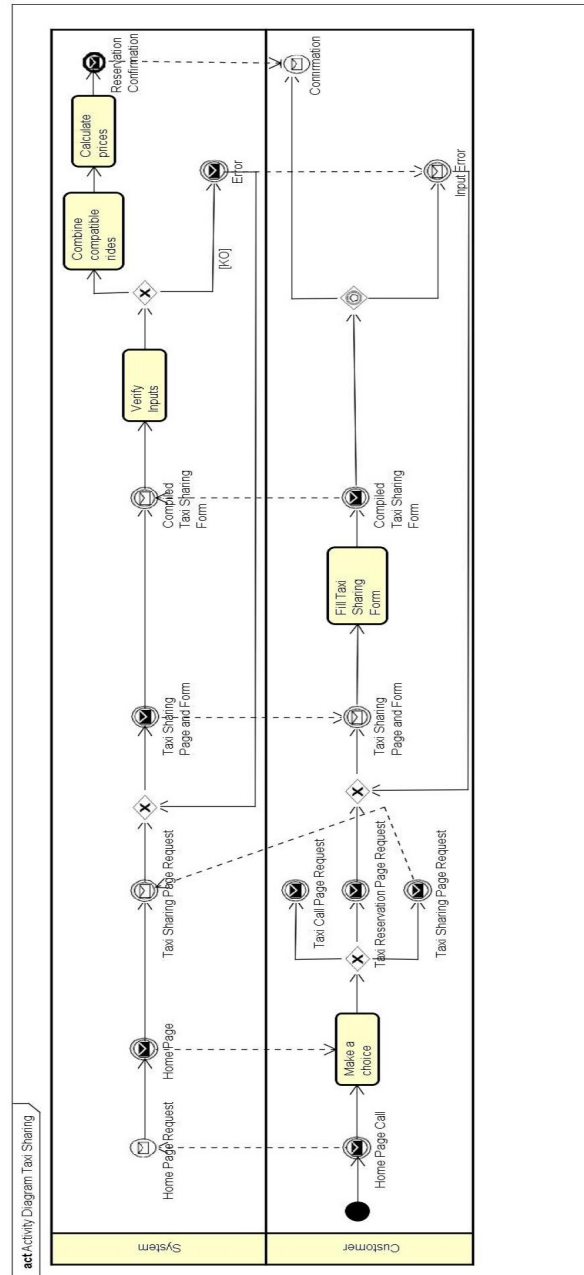 act Activity Diagram Taxi Sharing
System
Home Page Request
Home Page
Taxi Sharing Page Request
Taxi Sharing
Page and Form
Compiled
Taxi Sharing
Form
Verify
Inputs
[KO]
Combine
compatible
rides
Calculate
prices
Reservation
Confirmation
Error
Customer
Home Page Call
Make a
choice
Taxi Call Page Request
Taxi Reservation Page Request
Taxi Sharing Page Request
Taxi Sharing
Page and Form
Fill Taxi
Sharing
Form
Compiled
Taxi Sharing
Form
Confirmation
Input Error